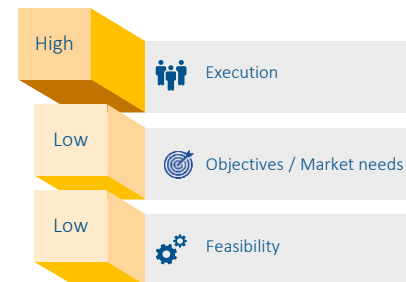 High
Execution
Low
Objectives / Market needs
Low
Feasibility